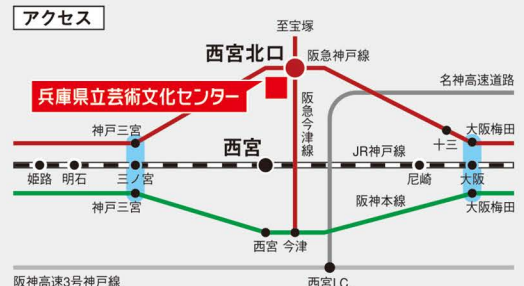 アクセス
至宝塚
西宮北口
阪急神戸線
名神高速道路
兵庫県立芸術文化センター
阪急今津線
神戸三宮
西宮
JR神戸線
十三
大阪梅田
姫路
明石
三ノ宮
尼崎
大阪
神戸三宮
阪神本線
大阪梅田
西宮
今津
阪神高速3号神戸線
西宮I.C